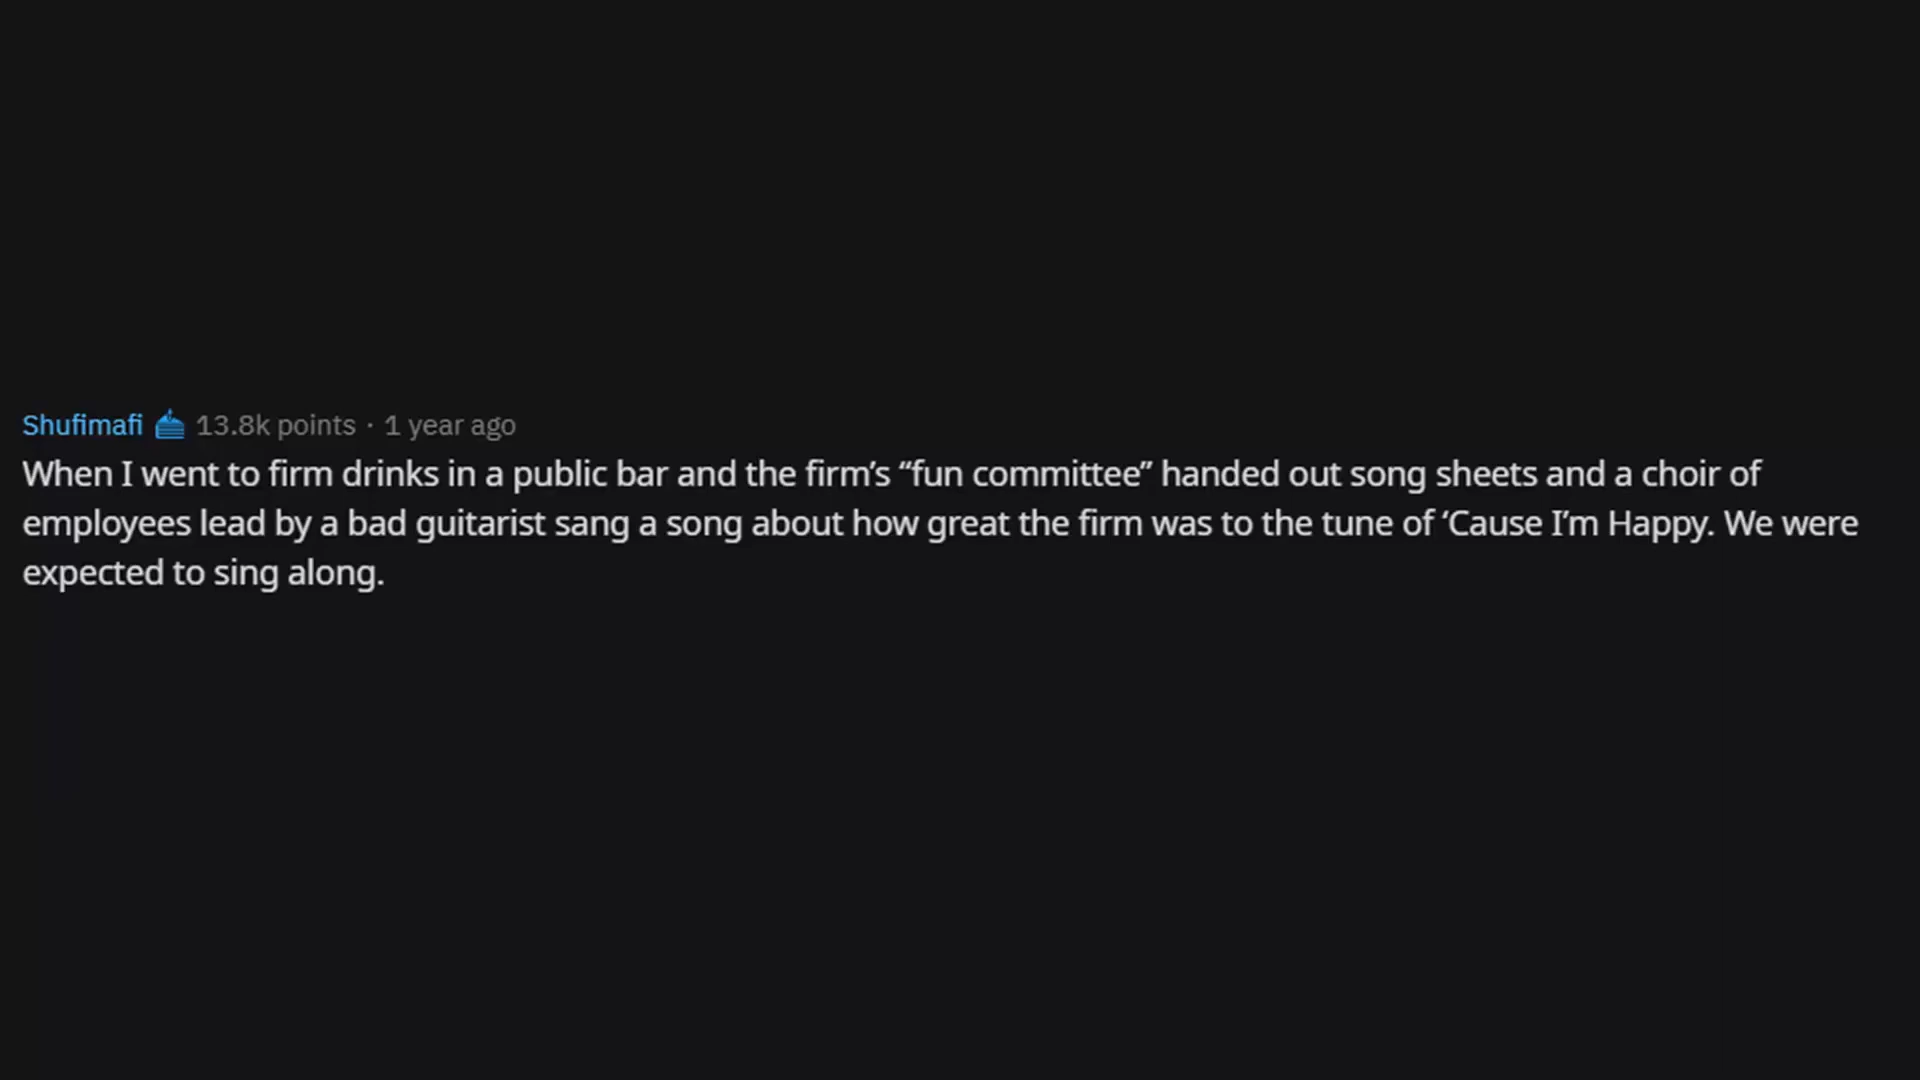 Shufimafi 13.8k points · 1 year ago
When I went to firm drinks in a public bar and the firm’s “fun committee” handed out song sheets and a choir of
employees lead by a bad guitarist sang a song about how great the firm was to the tune of ‘Cause I’m Happy. We were
expected to sing along.